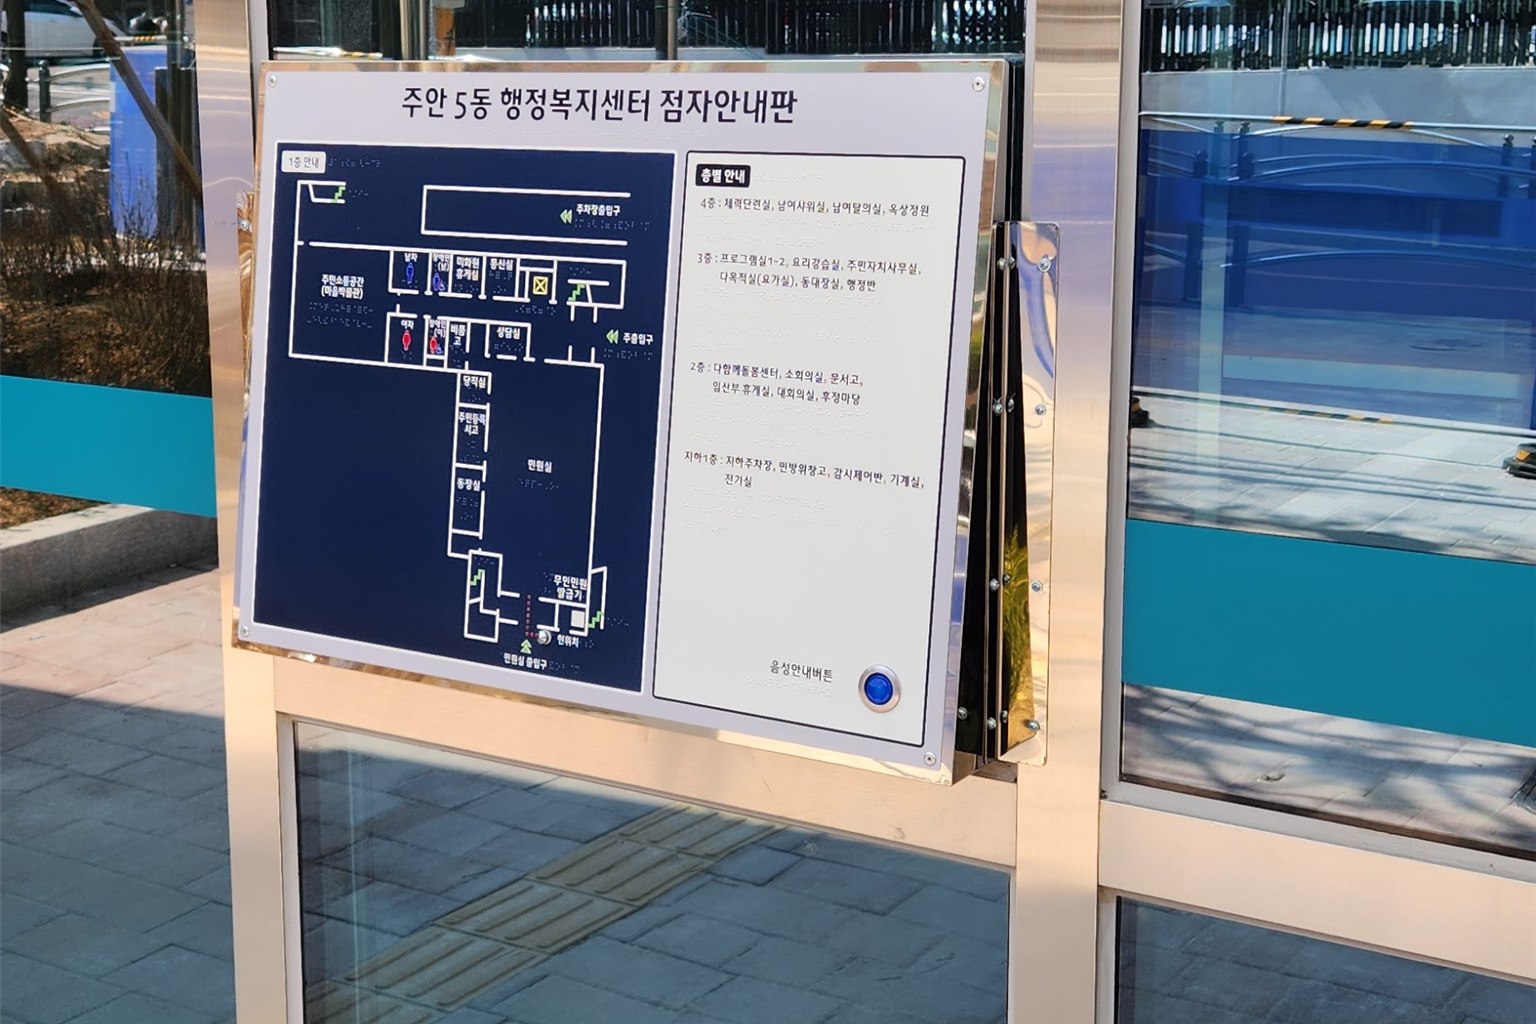 주안 5동 행정복지센터 점자안내판
1층 안내
주차장출입구
남자
장애인
(남)
미화원
휴게실
통신실
주민소통공간
(마을박물관)
여자
장애인
(여)
비품
고
상담실
주출입구
당직실
주민등록
서고
동장실
민원실
무인민원
발급기
현위치
민원실 출입구
층별 안내
4층 : 체력단련실, 남여샤워실, 남여탈의실, 옥상정원
3층 : 프로그램실1~2, 요리강습실, 주민자치사무실,
다목적실(요가실), 동대장실, 행정반
2층 : 다함께돌봄센터, 소회의실, 문서고,
임산부 휴게실, 대회의실, 후정마당
지하1층 : 지하주차장, 민방위창고, 감시제어반, 기계실,
전기실
음성안내버튼